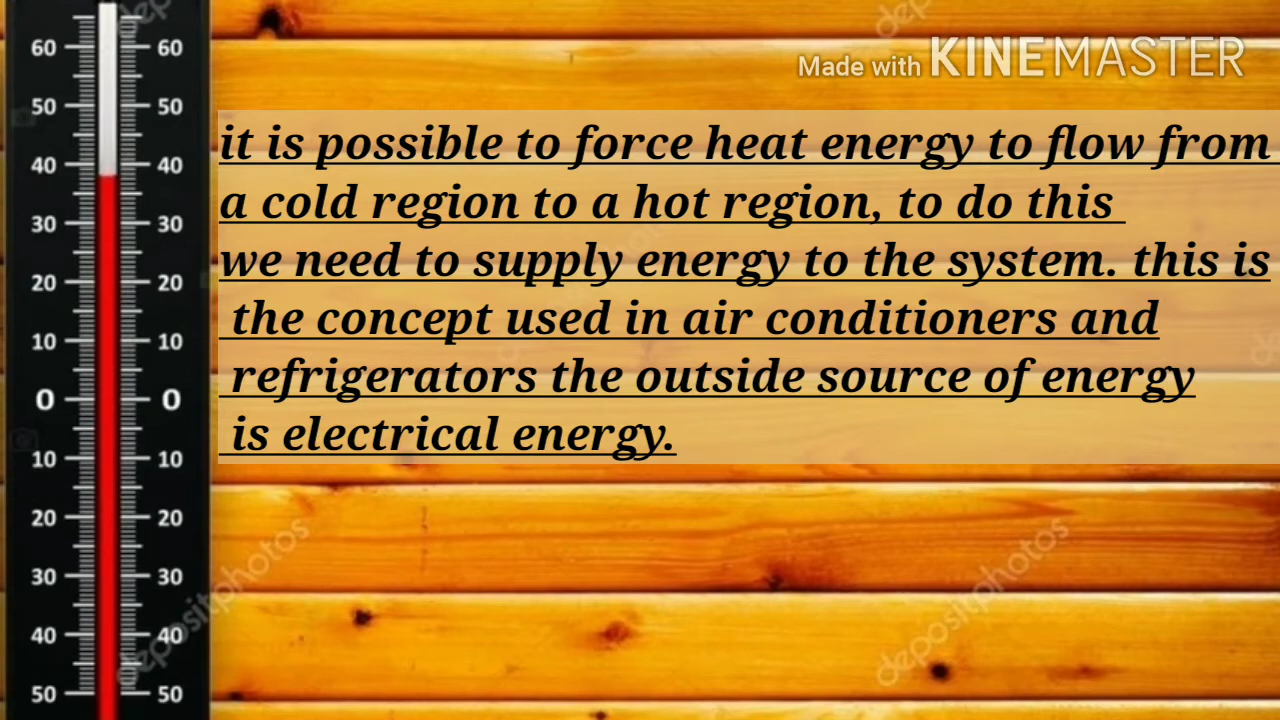 Made with KINEMASTER
it is possible to force heat energy to flow from
a cold region to a hot region, to do this
we need to supply energy to the system. this is
the concept used in air conditioners and
refrigerators the outside source of energy
is electrical energy.
60 60
50 50
40 40
30 30
20 20
10 10
0 0
10 10
20 20
30 30
40 40
50 50
depositphotos
depositphotos